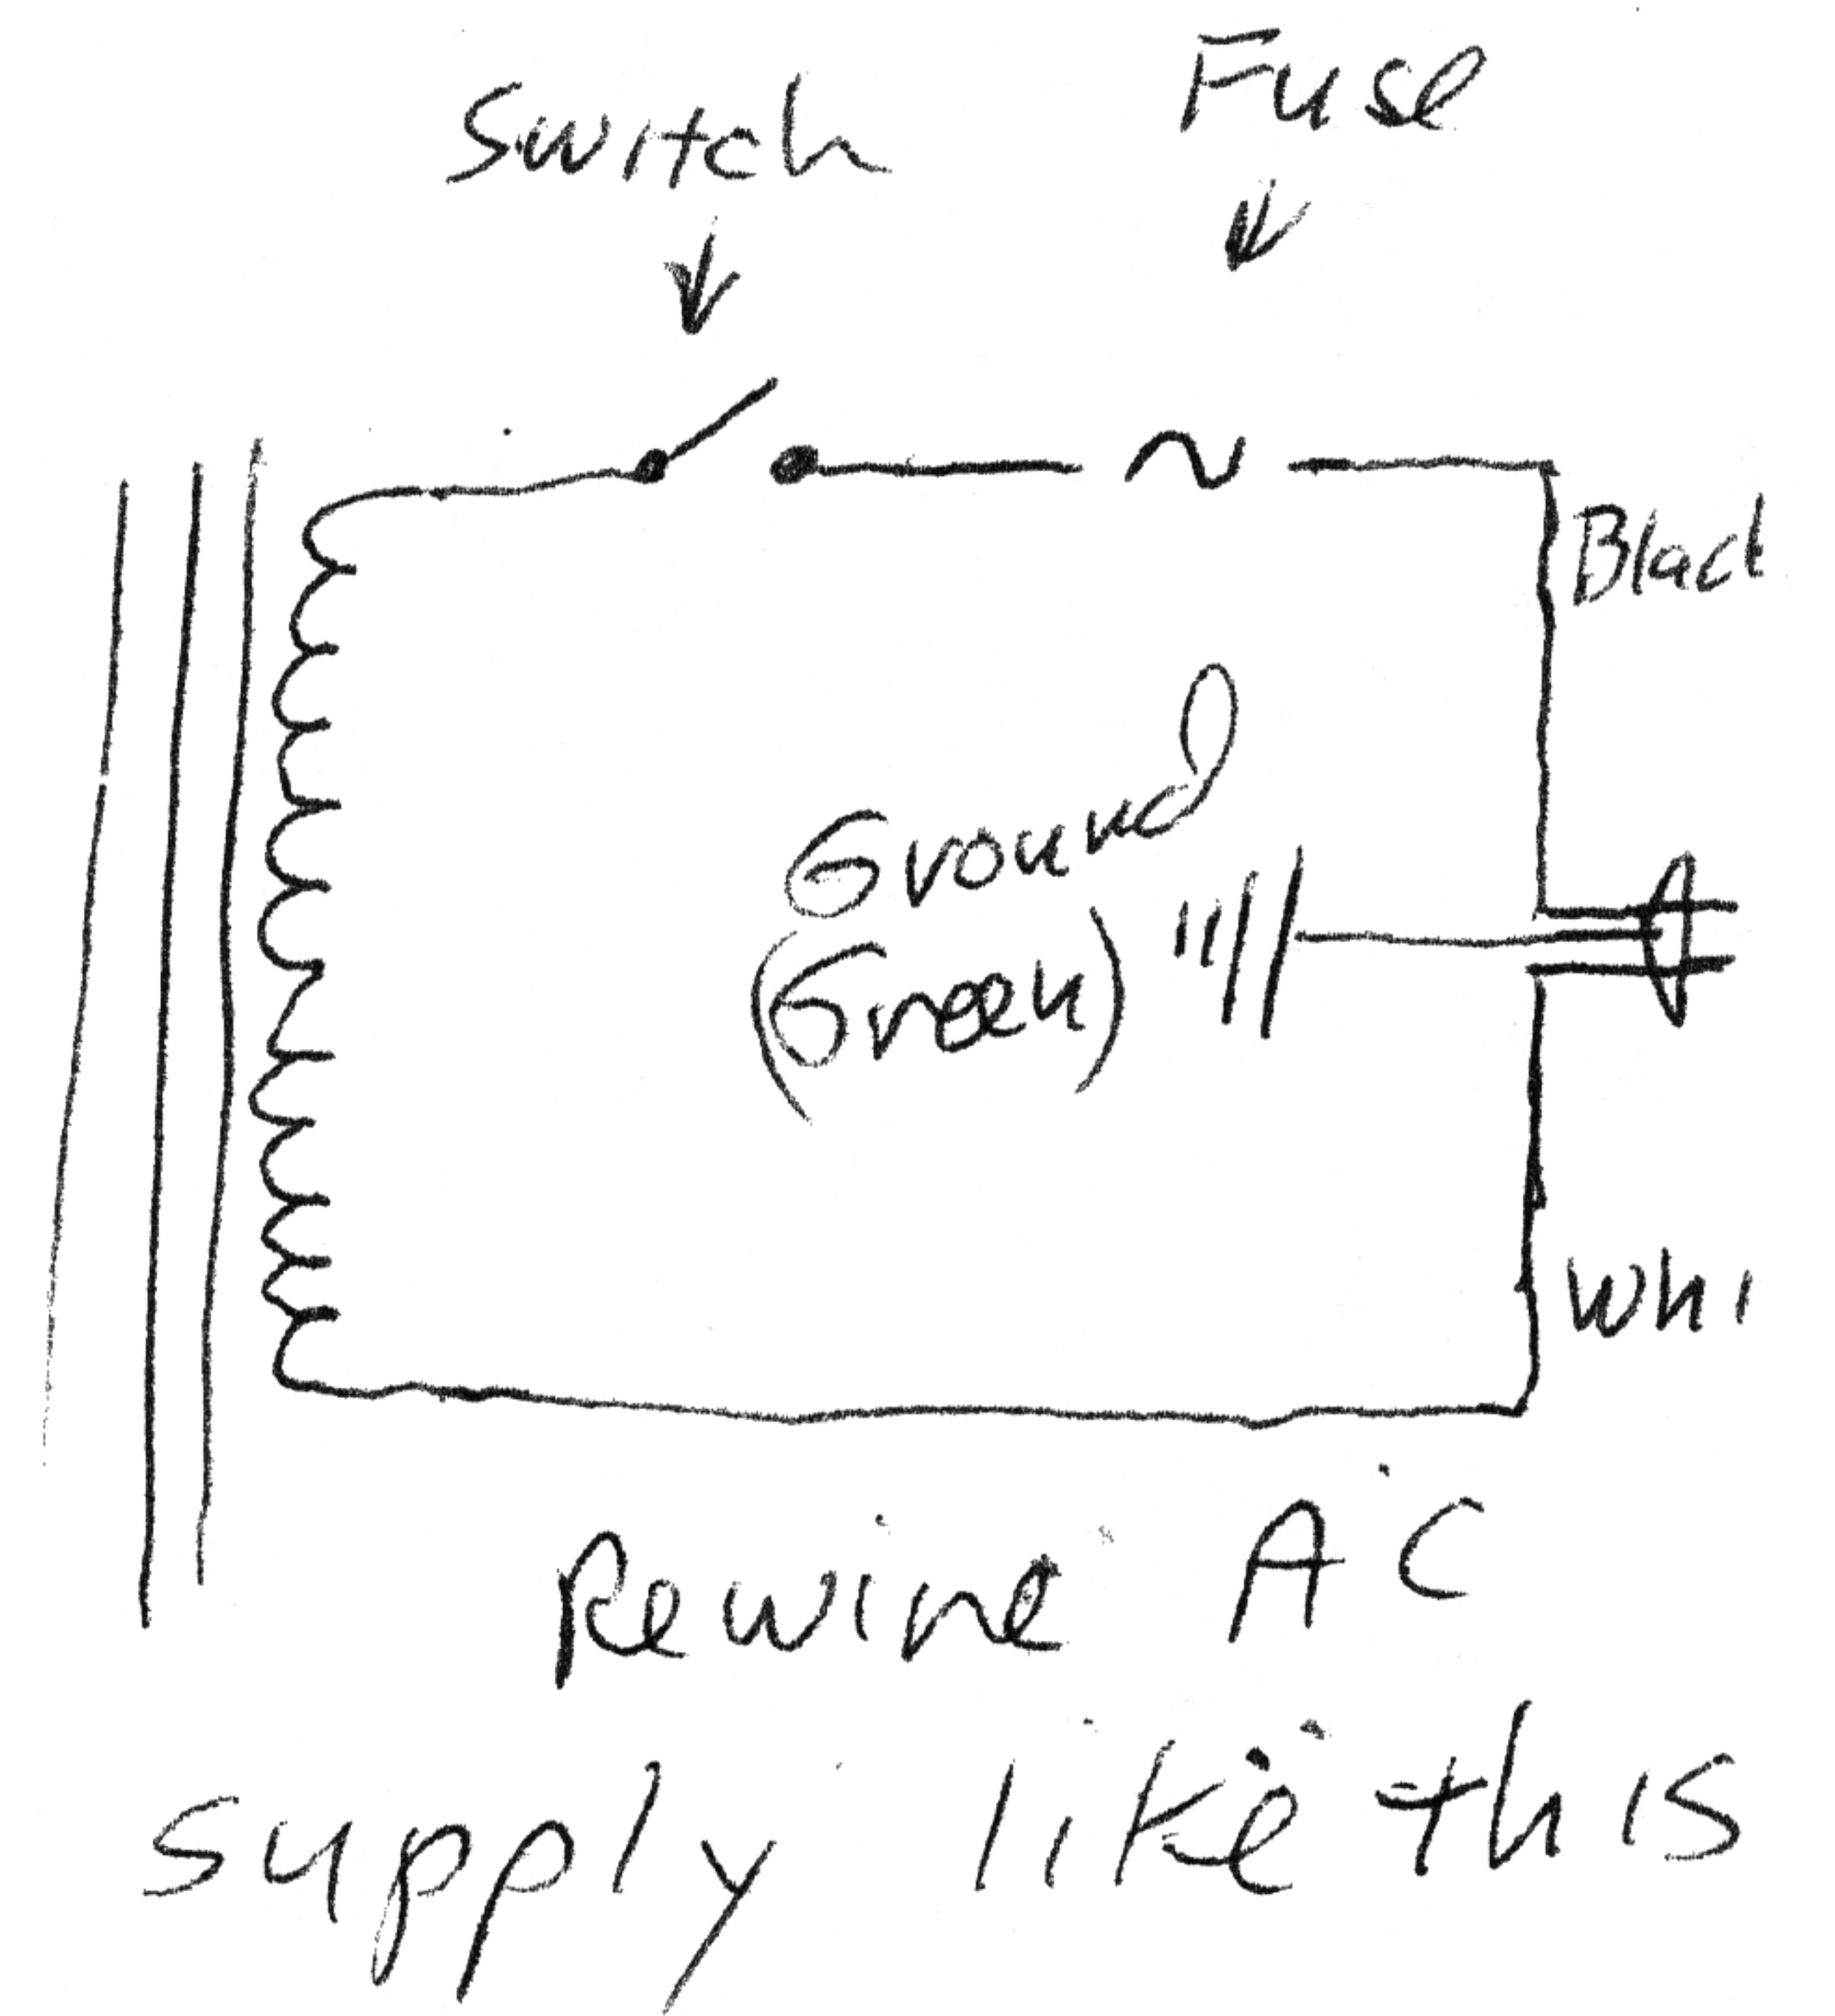 Switch
Fuse
Black
Ground
(Green)
Whi
Rewire AC
supply like this